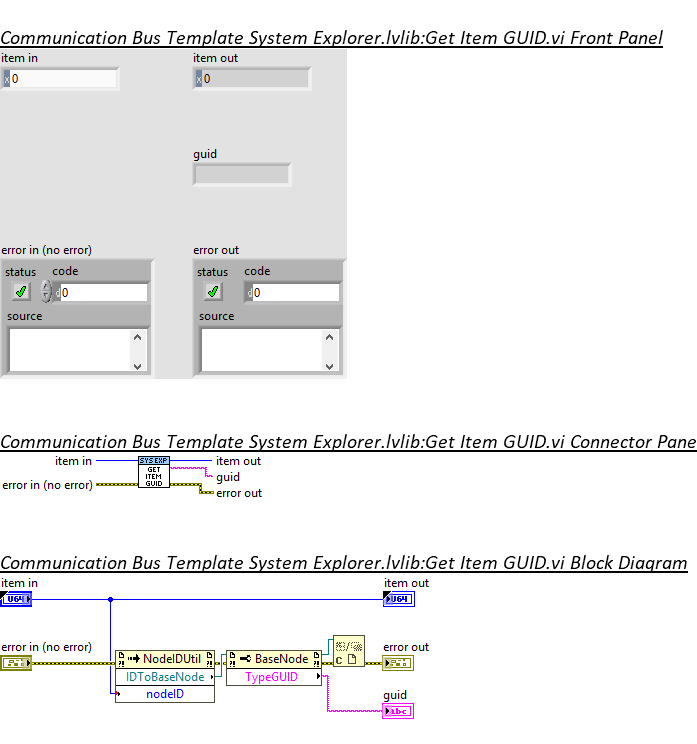 Communication Bus Template System Explorer.lvlib:Get Item GUID.vi Front Panel
item in
item out
x 0
x 0
guid
error in (no error)
error out
status code
status code
d 0
d 0
source
source
Communication Bus Template System Explorer.lvlib:Get Item GUID.vi Connector Pane
item in
SYS EXP
item out
GET
guid
ITEM
error in (no error)
GUID
error out
Communication Bus Template System Explorer.lvlib:Get Item GUID.vi Block Diagram
item in
item out
U64
U64
error in (no error)
error out
NodeIDUtil
BaseNode
C
IDToBaseNode
TypeGUID
nodeID
guid
abc